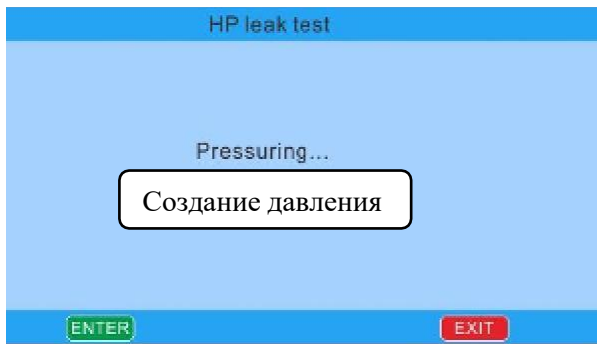 HP leak test
Pressuring...
Создание давления
ENTER EXIT